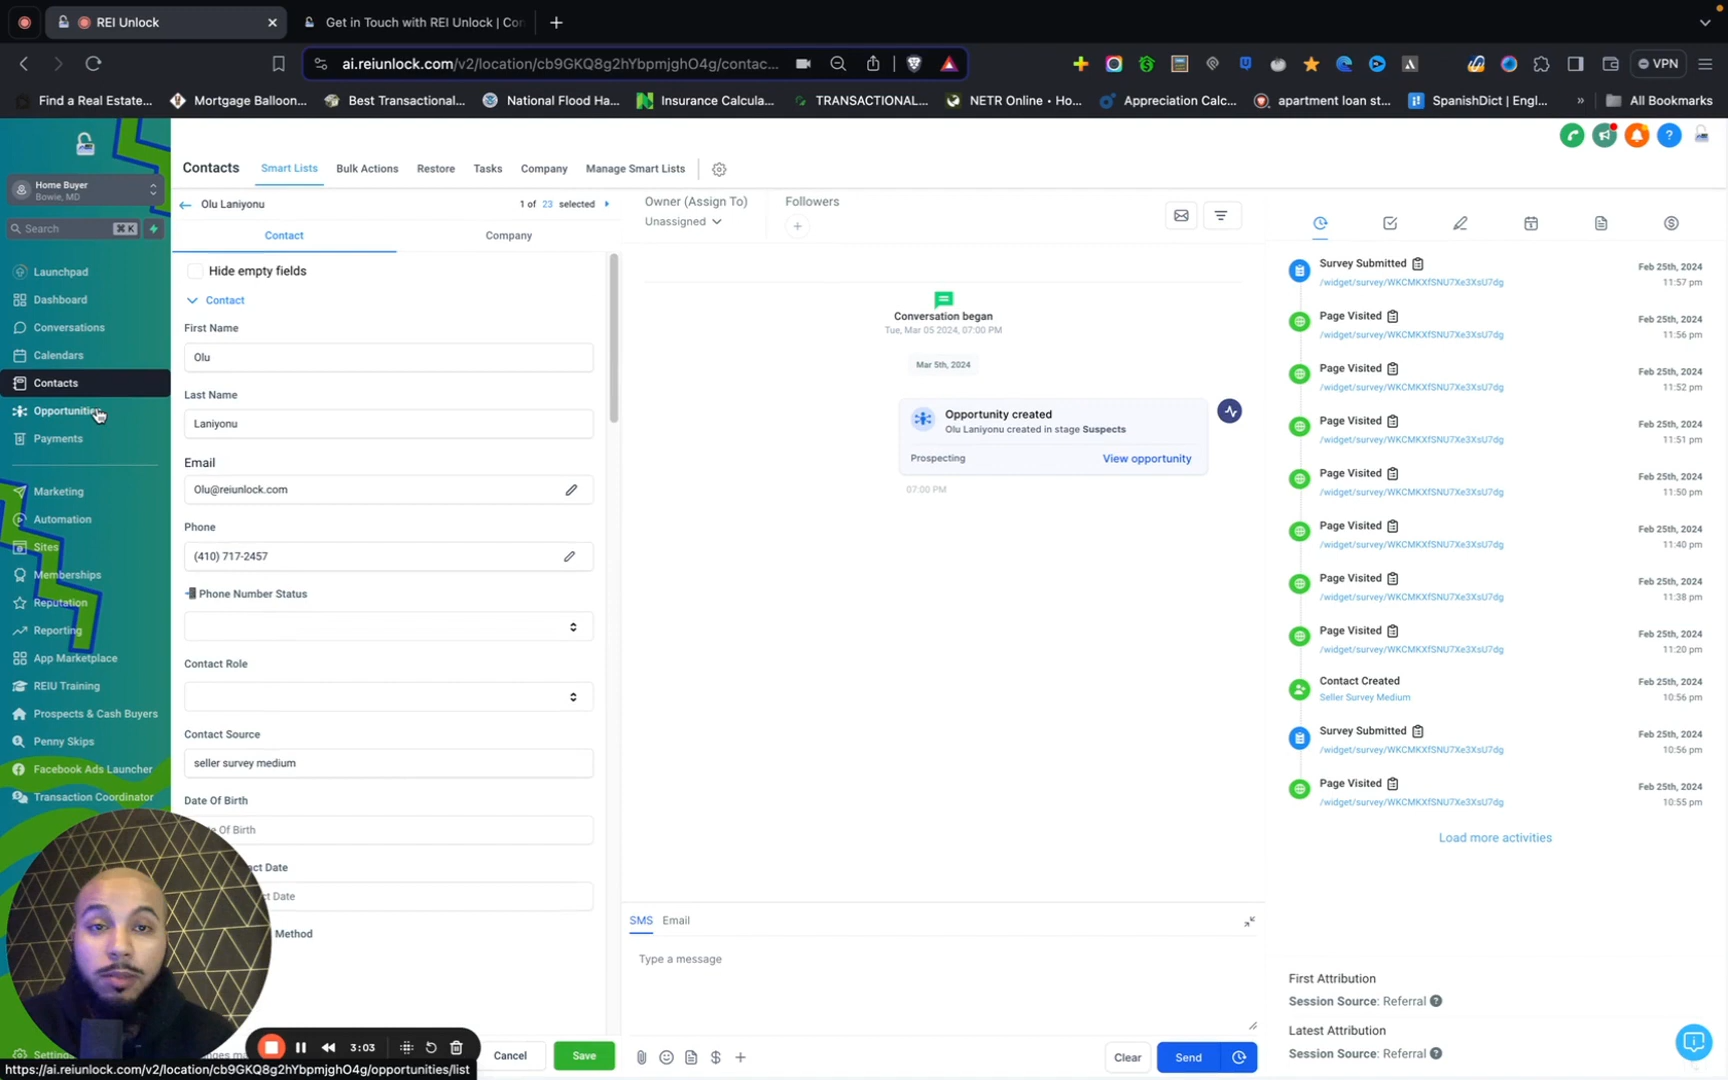 REI Unlock
Get in Touch with REI Unlock | Con
ai.reiunlock.com/v2/location/cb9GKQ8g2hYbpmjghO4g/contac...
VPN
Find a Real Estate...
Mortgage Balloon...
Best Transactional...
National Flood Ha...
Insurance Calcula...
TRANSACTIONAL...
NETR Online • Ho...
Appreciation Calc...
apartment loan st...
SpanishDict | Engl...
»
All Bookmarks
Home Buyer
Bowie, MD
Search
⌘ K
Launchpad
Dashboard
Conversations
Calendars
Contacts
Opportunities
Payments
Marketing
Automation
Sites
Memberships
Reputation
Reporting
App Marketplace
REIU Training
Prospects & Cash Buyers
Penny Skips
Facebook Ads Launcher
Transaction Coordinator
Contacts
Smart Lists
Bulk Actions
Restore
Tasks
Company
Manage Smart Lists
Olu Laniyonu
1 of 23 selected
Contact
Company
Hide empty fields
Contact
First Name
Olu
Last Name
Laniyonu
Email
Olu@reiunlock.com
Phone
(410) 717-2457
Phone Number Status
Contact Role
Contact Source
seller survey medium
Date Of Birth
Of Birth
Date
Date
Method
Cancel
Save
3:03
https://ai.reiunlock.com/v2/location/cb9GKQ8g2hYbpmjghO4g/opportunities/list
Owner (Assign To)
Unassigned
Followers
Conversation began
Tue, Mar 05 2024, 07:00 PM
Mar 5th, 2024
Opportunity created
Olu Laniyonu created in stage Suspects
Prospecting
View opportunity
07:00 PM
SMS
Email
Type a message
Clear
Send
Survey Submitted
Feb 25th, 2024
/widget/survey/WKCMKXfSNU7Xe3XsU7dg
11:57 pm
Page Visited
Feb 25th, 2024
/widget/survey/WKCMKXfSNU7Xe3XsU7dg
11:56 pm
Page Visited
Feb 25th, 2024
/widget/survey/WKCMKXfSNU7Xe3XsU7dg
11:52 pm
Page Visited
Feb 25th, 2024
/widget/survey/WKCMKXfSNU7Xe3XsU7dg
11:51 pm
Page Visited
Feb 25th, 2024
/widget/survey/WKCMKXfSNU7Xe3XsU7dg
11:50 pm
Page Visited
Feb 25th, 2024
/widget/survey/WKCMKXfSNU7Xe3XsU7dg
11:40 pm
Page Visited
Feb 25th, 2024
/widget/survey/WKCMKXfSNU7Xe3XsU7dg
11:38 pm
Page Visited
Feb 25th, 2024
/widget/survey/WKCMKXfSNU7Xe3XsU7dg
11:20 pm
Contact Created
Feb 25th, 2024
Seller Survey Medium
10:56 pm
Survey Submitted
Feb 25th, 2024
/widget/survey/WKCMKXfSNU7Xe3XsU7dg
10:56 pm
Page Visited
Feb 25th, 2024
/widget/survey/WKCMKXfSNU7Xe3XsU7dg
10:55 pm
Load more activities
First Attribution
Session Source: Referral
Latest Attribution
Session Source: Referral